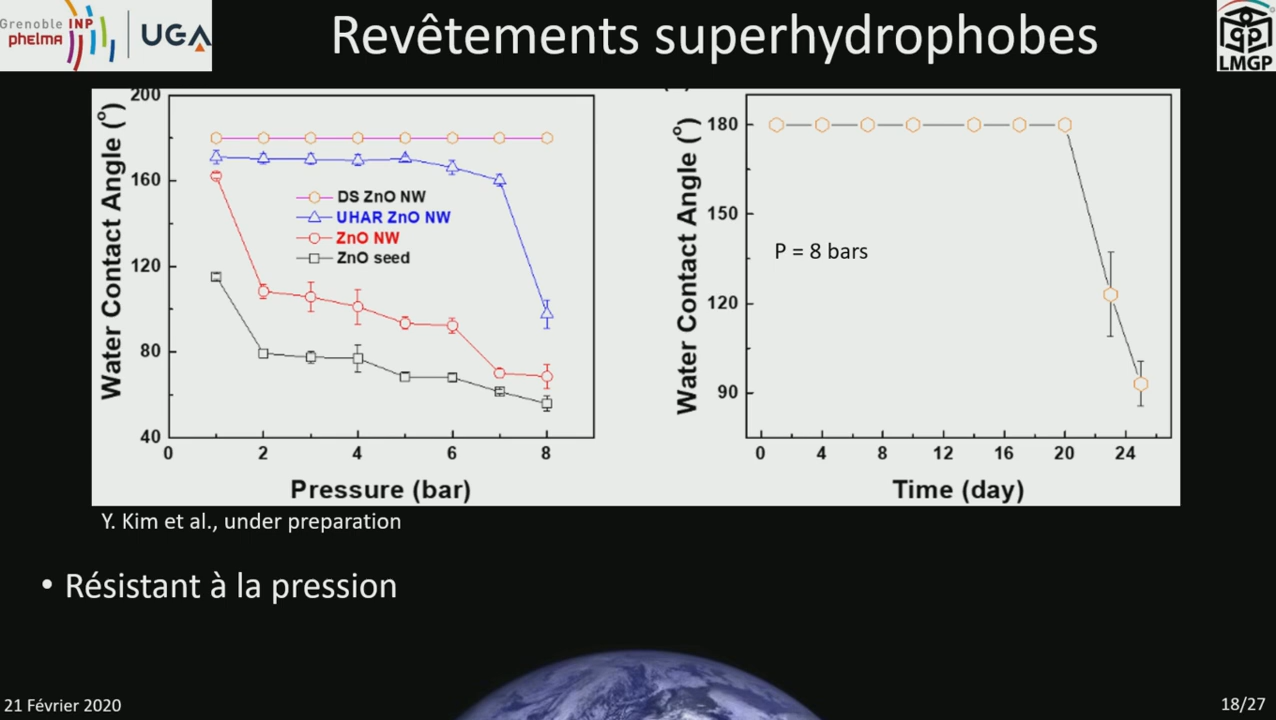 Grenoble INP
phelma
UGA
Revêtements superhydrophobes
LMGP
200
160
120
80
40
Water Contact Angle (°)
DS ZnO NW
UHAR ZnO NW
ZnO NW
ZnO seed
0 2 4 6 8
Pressure (bar)
180
150
120
90
Water Contact Angle (°)
P = 8 bars
0 4 8 12 16 20 24
Time (day)
Y. Kim et al., under preparation
• Résistant à la pression
21 Février 2020
18/27